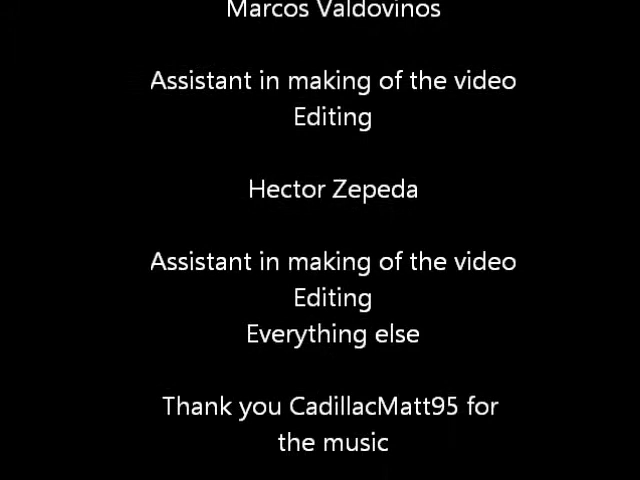 Marcos Valdovinos
Assistant in making of the video
Editing
Hector Zepeda
Assistant in making of the video
Editing
Everything else
Thank you CadillacMatt95 for
the music